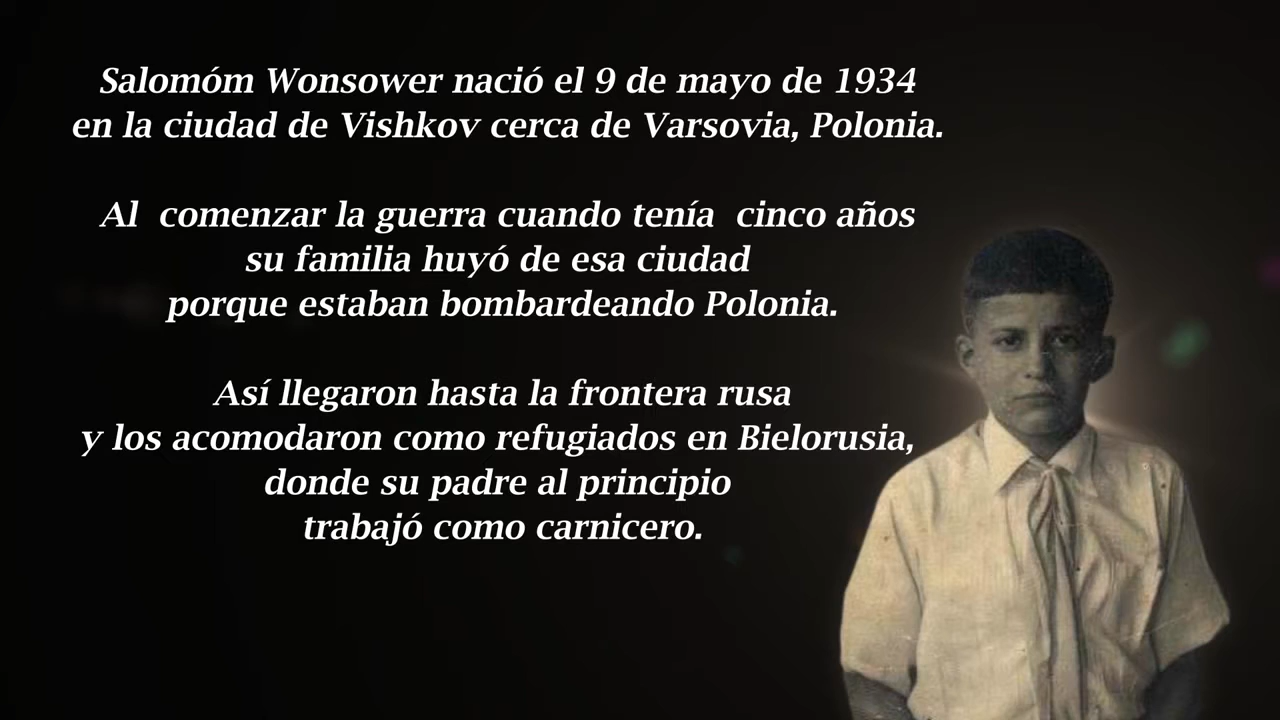 Salomóm Wonsower nació el 9 de mayo de 1934
en la ciudad de Vishkov cerca de Varsovia, Polonia.
Al comenzar la guerra cuando tenía cinco años
su familia huyó de esa ciudad
porque estaban bombardeando Polonia.
Así llegaron hasta la frontera rusa
y los acomodaron como refugiados en Bielorusia,
donde su padre al principio
trabajó como carnicero.